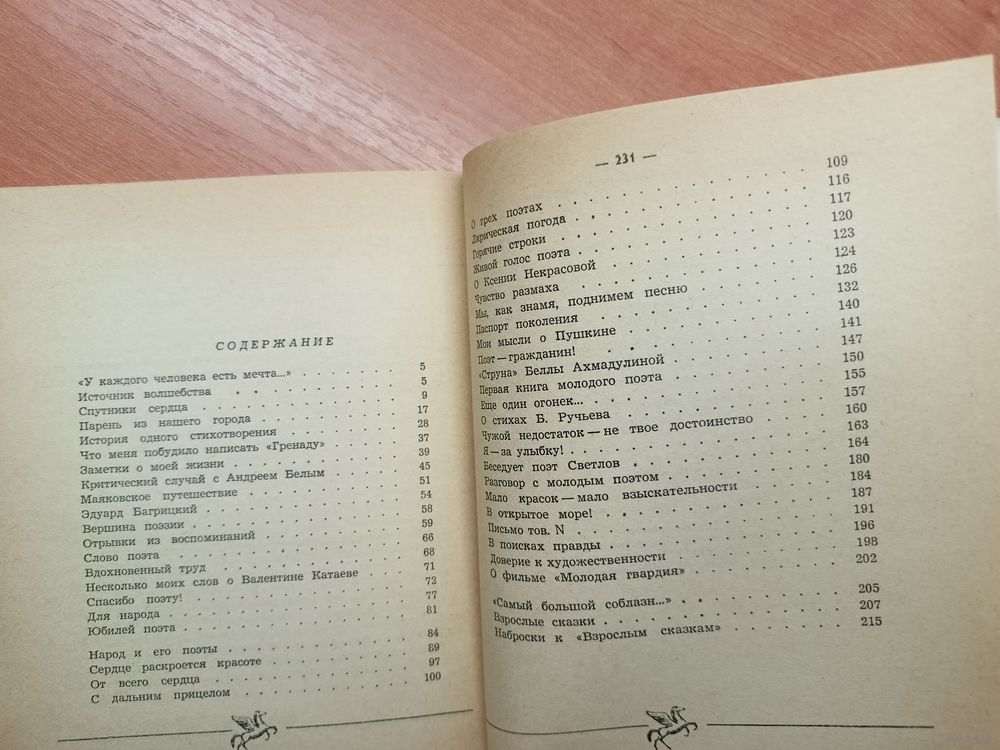 СОДЕРЖАНИЕ
«У каждого человека есть мечта...» 5
Источник волшебства 5
Спутники сердца 9
Парень из нашего города 17
История одного стихотворения 28
Что меня побудило написать «Гренаду» 37
Заметки о моей жизни 39
Критический случай с Андреем Белым 45
Маяковское путешествие 51
Эдуард Багрицкий 54
Вершина поэзии 58
Отрывки из воспоминаний 59
Слово поэта 66
Вдохновенный труд 68
Несколько моих слов о Валентине Катаеве 71
Спасибо поэту! 72
Для народа 77
Юбилей поэта 81
Народ и его поэты 84
Сердце раскроется красоте 89
От всего сердца 97
С дальним прицелом 100
— 231 —
О трех поэтах 109
Лирическая погода 116
Горячие строки 117
Живой голос поэта 120
О Ксении Некрасовой 123
Чувство размаха 124
Мы, как знамя, поднимем песню 126
Паспорт поколения 132
Мои мысли о Пушкине 140
Поэт — гражданин! 141
«Струна» Беллы Ахмадулиной 147
Первая книга молодого поэта 150
Еще один огонек... 155
О стихах Б. Ручьева 157
Чужой недостаток — не твое достоинство 160
Я — за улыбку! 163
Беседует поэт Светлов 164
Разговор с молодым поэтом 180
Мало красок — мало взыскательности 184
В открытое море! 187
Письмо тов. N 191
В поисках правды 196
Доверие к художественности 198
О фильме «Молодая гвардия» 202
«Самый большой соблазн...» 205
Взрослые сказки 207
Наброски к «Взрослым сказкам» 215